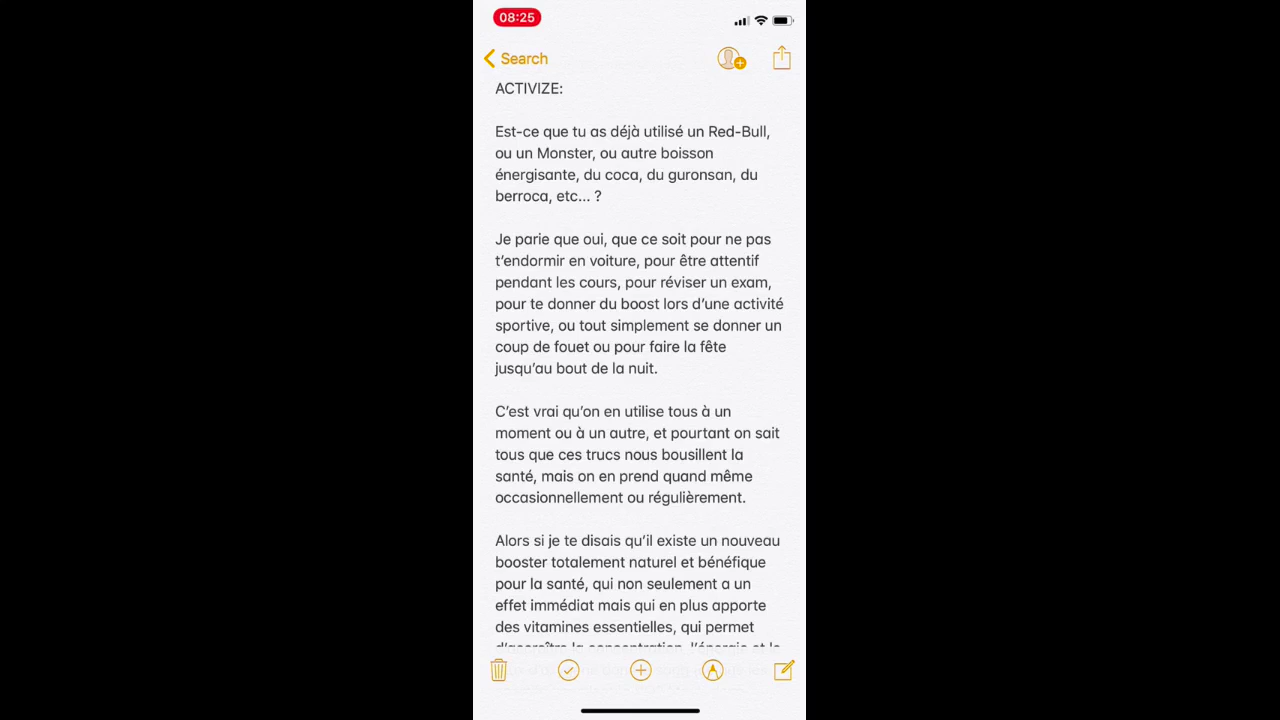 08:25
Search
ACTIVIZE:
Est-ce que tu as déjà utilisé un Red-Bull,
ou un Monster, ou autre boisson
énergisante, du coca, du guronsan, du
berroca, etc... ?
Je parie que oui, que ce soit pour ne pas
t’endormir en voiture, pour être attentif
pendant les cours, pour réviser un exam,
pour te donner du boost lors d’une activité
sportive, ou tout simplement se donner un
coup de fouet ou pour faire la fête
jusqu’au bout de la nuit.
C’est vrai qu’on en utilise tous à un
moment ou à un autre, et pourtant on sait
tous que ces trucs nous bousillent la
santé, mais on en prend quand même
occasionnellement ou régulièrement.
Alors si je te disais qu’il existe un nouveau
booster totalement naturel et bénéfique
pour la santé, qui non seulement a un
effet immédiat mais qui en plus apporte
des vitamines essentielles, qui permet
d’accroître la concentration, l’énergie et le